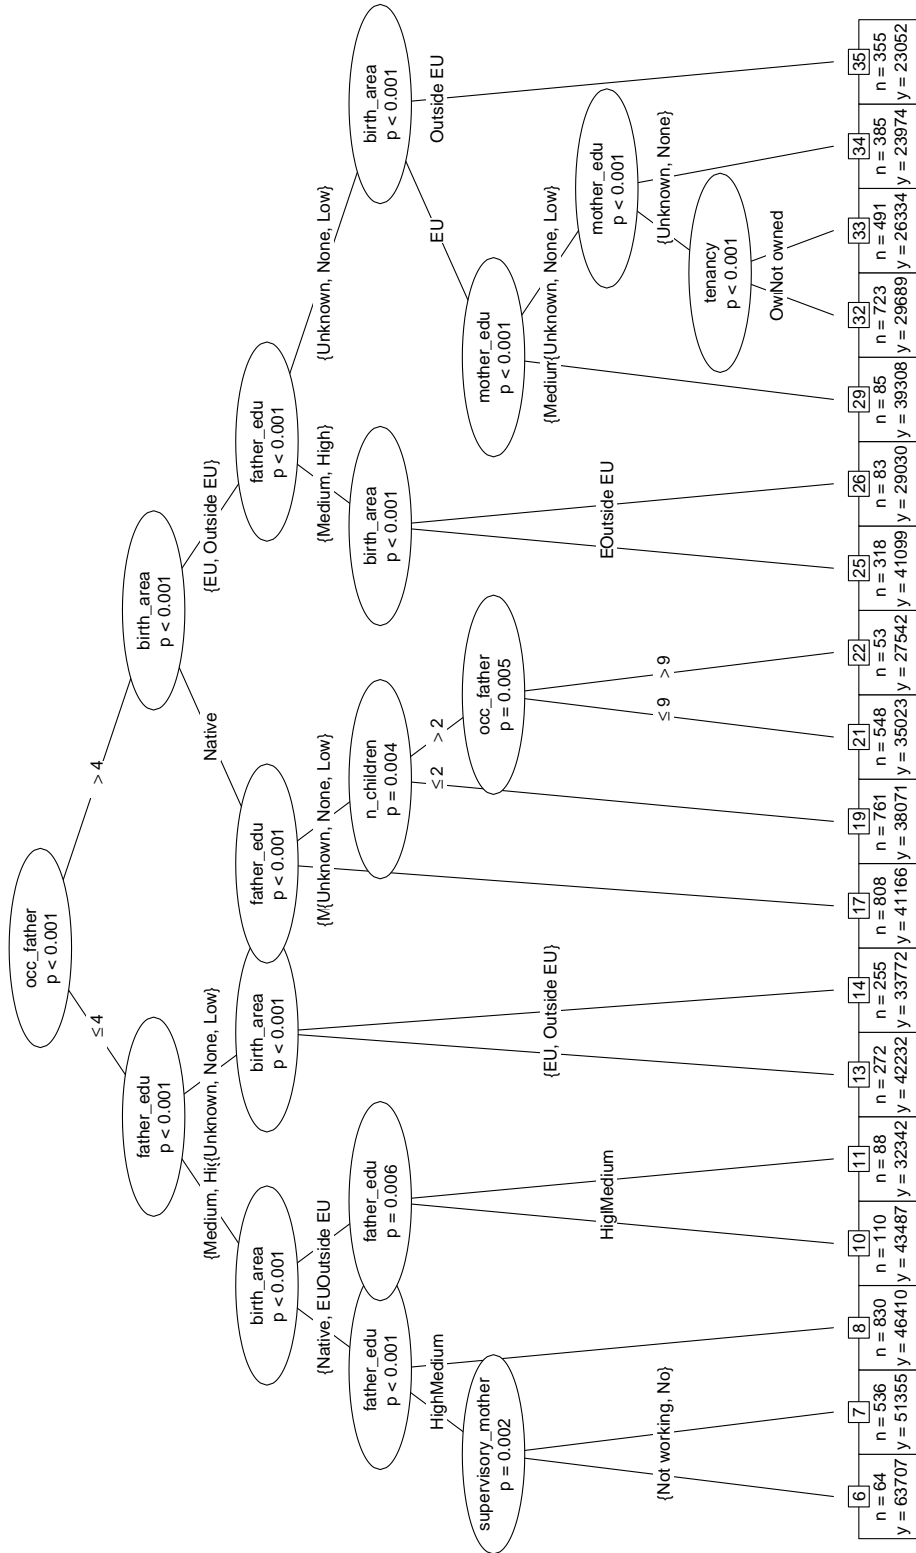 occ_father
p < 0.001
≤ 4
> 4
father_edu
p < 0.001
{Medium, Hi
{Unknown, None, Low}
birth_area
p < 0.001
{Native, EU
Outside EU
father_edu
p < 0.001
High
Medium
supervisory_mother
p = 0.002
{Not working, No}
father_edu
p = 0.006
High
Medium
birth_area
p < 0.001
{EU, Outside EU}
birth_area
p < 0.001
Native
{EU, Outside EU}
father_edu
p < 0.001
{M
{Unknown, None, Low}
n_children
p = 0.004
≤ 2
> 2
occ_father
p = 0.005
≤ 9
> 9
father_edu
p < 0.001
{Medium, High}
{Unknown, None, Low}
birth_area
p < 0.001
E
Outside EU
birth_area
p < 0.001
EU
Outside EU
mother_edu
p < 0.001
{Medium
{Unknown, None, Low}
mother_edu
p < 0.001
{Unknown, None}
tenancy
p < 0.001
Ow
Not owned
6
n = 64
y = 63707
7
n = 536
y = 51355
8
n = 830
y = 46410
10
n = 110
y = 43487
11
n = 88
y = 32342
13
n = 272
y = 42232
14
n = 255
y = 33772
17
n = 808
y = 41166
19
n = 761
y = 38071
21
n = 548
y = 35023
22
n = 53
y = 27542
25
n = 318
y = 41099
26
n = 83
y = 29030
29
n = 85
y = 39308
32
n = 723
y = 29689
33
n = 491
y = 26334
34
n = 385
y = 23974
35
n = 355
y = 23052